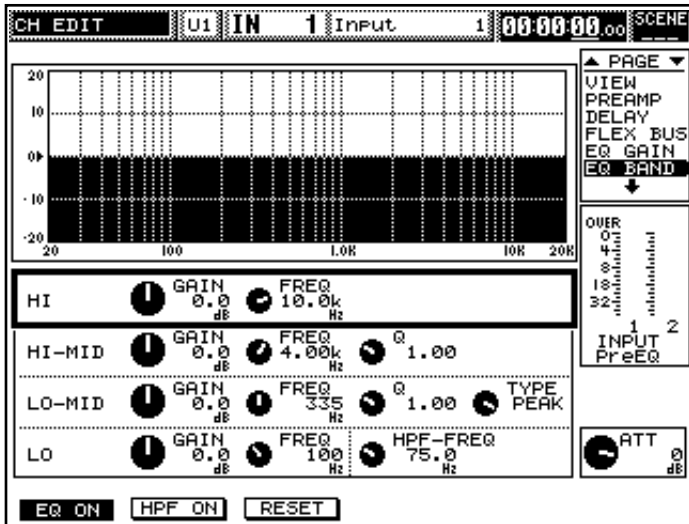 CH EDIT U1 IN 1 Input 1 00:00:00.00 SCENE
___
▲ PAGE ▼
VIEW
PREAMP
DELAY
FLEX BUS
EQ GAIN
EQ BAND
20
10
0
-10
-20
20 100 1.0K 10K 20K
OVER
0
4
8
18
32
1 2
INPUT
PreEQ
HI GAIN 0.0 dB FREQ 10.0k Hz
HI-MID GAIN 0.0 dB FREQ 4.00k Hz Q 1.00
LO-MID GAIN 0.0 dB FREQ 335 Hz Q 1.00 TYPE PEAK
LO GAIN 0.0 dB FREQ 100 Hz HPF-FREQ 75.0 Hz
ATT 0 dB
EQ ON HPF ON RESET